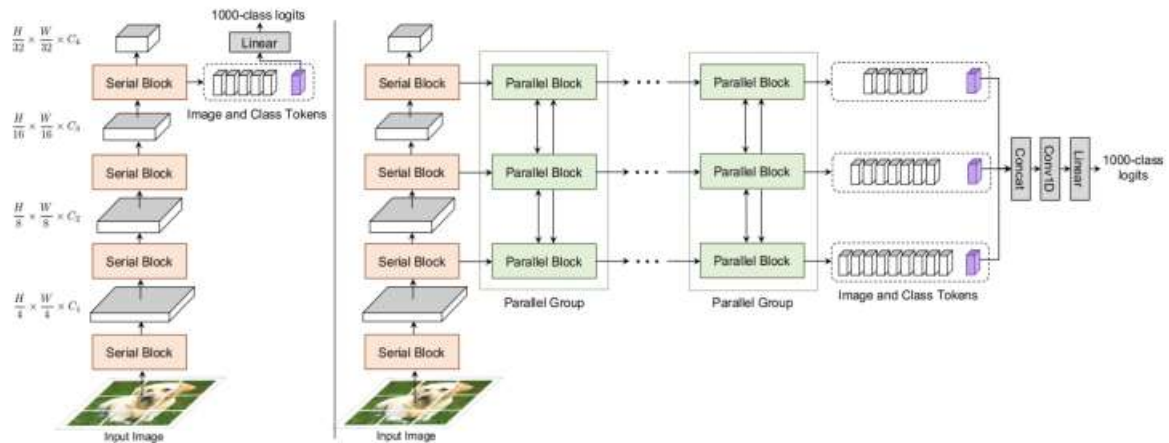 1000-class logits
Linear
H/32 × W/32 × C₄
Serial Block
Image and Class Tokens
H/16 × W/16 × C₃
Serial Block
H/8 × W/8 × C₂
Serial Block
H/4 × W/4 × C₁
Serial Block
Input Image
Serial Block
Parallel Block
Parallel Block
Serial Block
Parallel Block
Parallel Block
Concat
Conv1D
Linear
1000-class
logits
Serial Block
Parallel Block
Parallel Block
Parallel Group
Parallel Group
Image and Class Tokens
Serial Block
Input Image